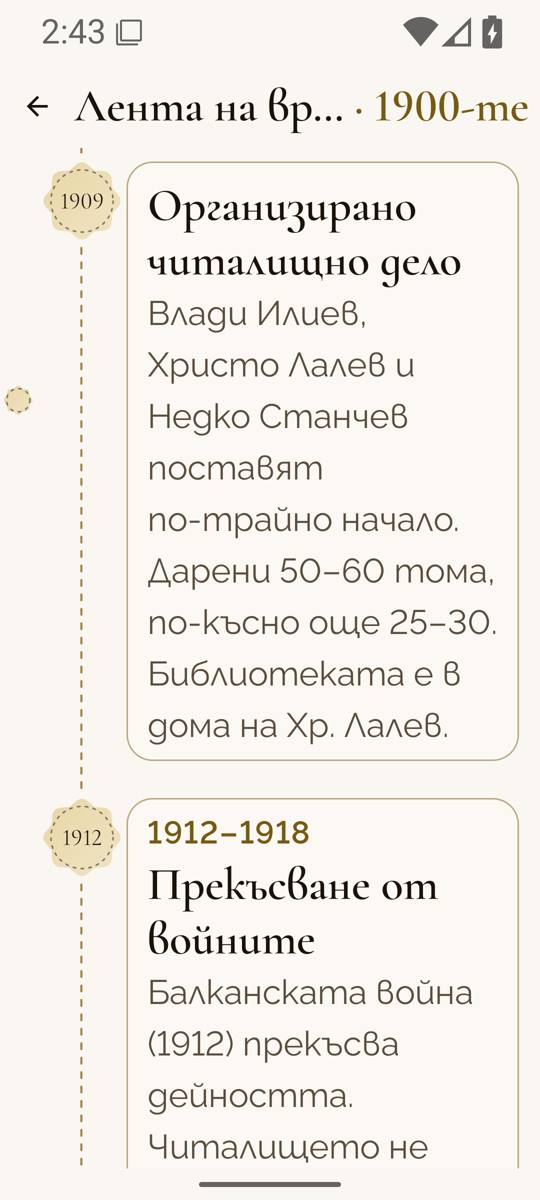 2:43
Лента на вр... · 1900-те
1909
Организирано
читалищно дело
Влади Илиев,
Христо Лалев и
Недко Станчев
поставят
по-трайно начало.
Дарени 50–60 тома,
по-късно още 25–30.
Библиотеката е в
дома на Хр. Лалев.
1912
1912–1918
Прекъсване от
войните
Балканската война
(1912) прекъсва
дейността.
Читалището не